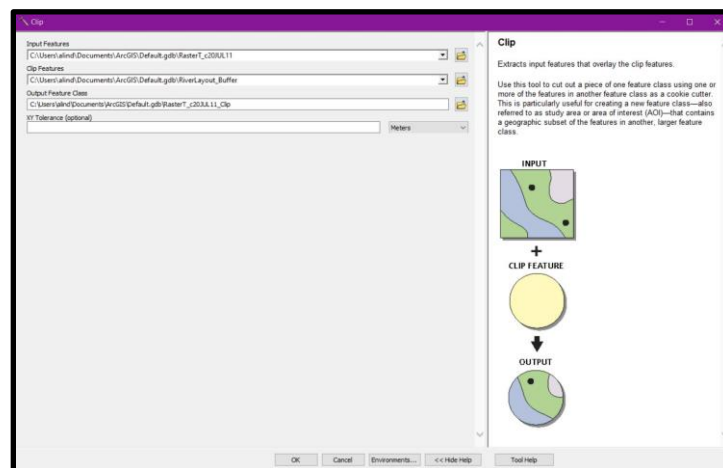 Clip
Input Features
C:\Users\alind\Documents\ArcGIS\Default.gdb\RasterT_c20JUL11
Clip Features
C:\Users\alind\Documents\ArcGIS\Default.gdb\RiverLayout_Buffer
Output Feature Class
C:\Users\alind\Documents\ArcGIS\Default.gdb\RasterT_c20JUL11_Clip
XY Tolerance (optional)
Meters
OK
Cancel
Environments...
<< Hide Help
Tool Help
Clip
Extracts input features that overlay the clip features.
Use this tool to cut out a piece of one feature class using one or
more of the features in another feature class as a cookie cutter.
This is particularly useful for creating a new feature class—also
referred to as study area or area of interest (AOI)—that contains
a geographic subset of the features in another, larger feature
class.
INPUT
+
CLIP FEATURE
OUTPUT